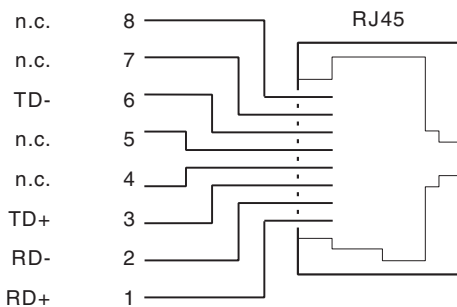 RJ45
n.c. 8
n.c. 7
TD- 6
n.c. 5
n.c. 4
TD+ 3
RD- 2
RD+ 1